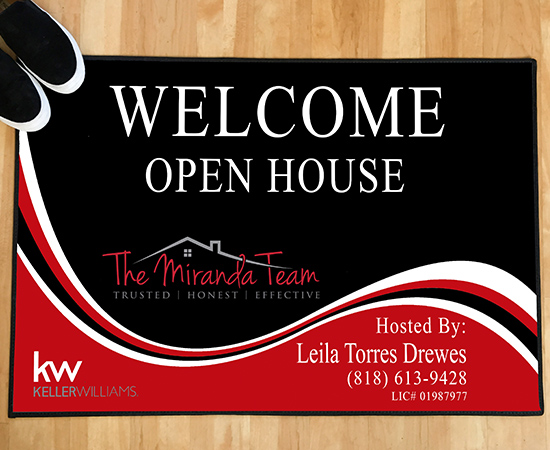 WELCOME
OPEN HOUSE
The Miranda Team
TRUSTED | HONEST | EFFECTIVE
Hosted By:
Leila Torres Drewes
(818) 613-9428
LIC# 01987977
kw
KELLERWILLIAMS.